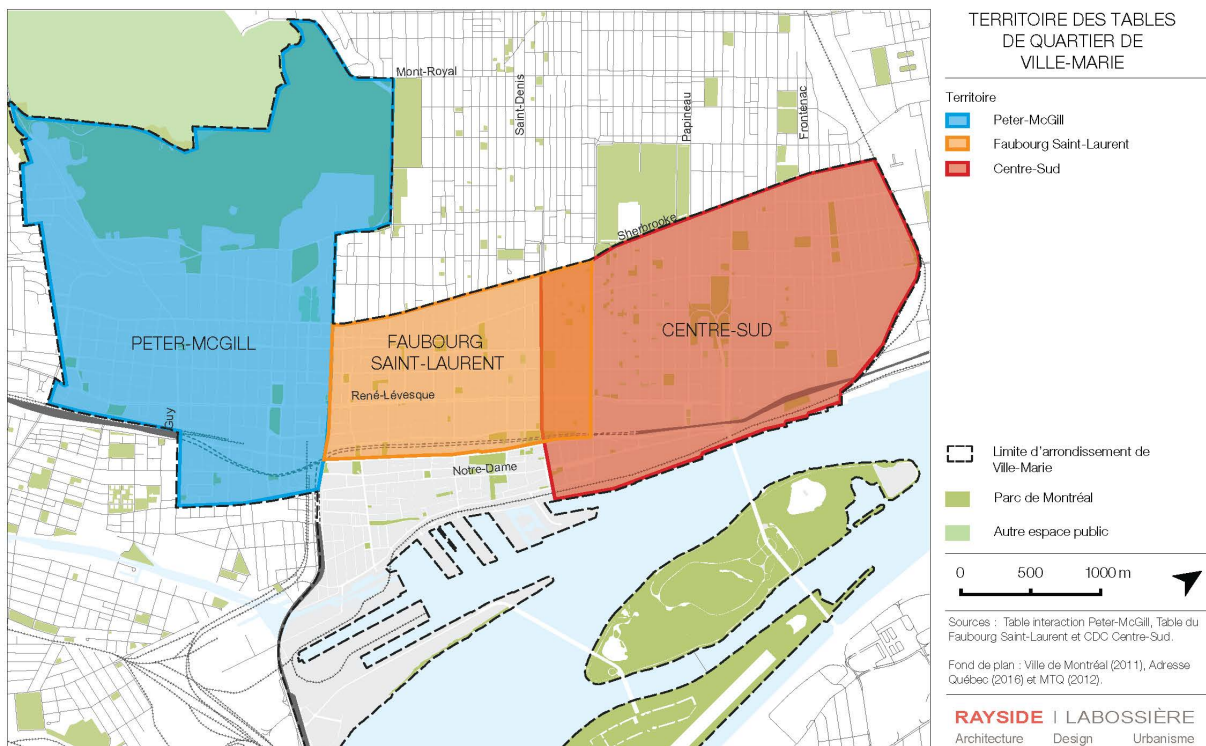 TERRITOIRE DES TABLES
DE QUARTIER DE
VILLE-MARIE
Territoire
Peter-McGill
Faubourg Saint-Laurent
Centre-Sud
Mont-Royal
Saint-Denis
Papineau
Frontenac
Sherbrooke
PETER-MCGILL
FAUBOURG
SAINT-LAURENT
CENTRE-SUD
René-Lévesque
Guy
Notre-Dame
Limite d'arrondissement de
Ville-Marie
Parc de Montréal
Autre espace public
0 500 1000 m
Sources : Table interaction Peter-McGill, Table du
Faubourg Saint-Laurent et CDC Centre-Sud.
Fond de plan : Ville de Montréal (2011), Adresse
Québec (2016) et MTQ (2012).
RAYSIDE | LABOSSIÈRE
Architecture Design Urbanisme